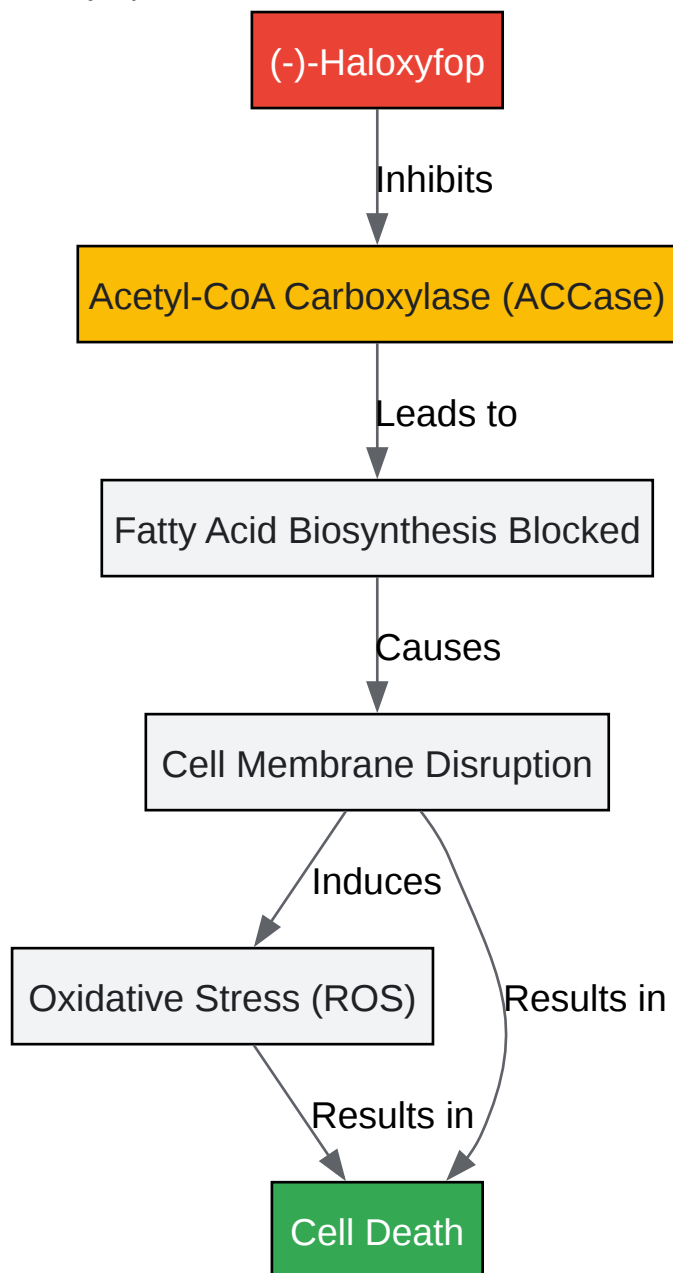 (-)-Haloxyfop
Inhibits
Acetyl-CoA Carboxylase (ACCase)
Leads to
Fatty Acid Biosynthesis Blocked
Causes
Cell Membrane Disruption
Induces
Oxidative Stress (ROS)
Results in
Results in
Cell Death